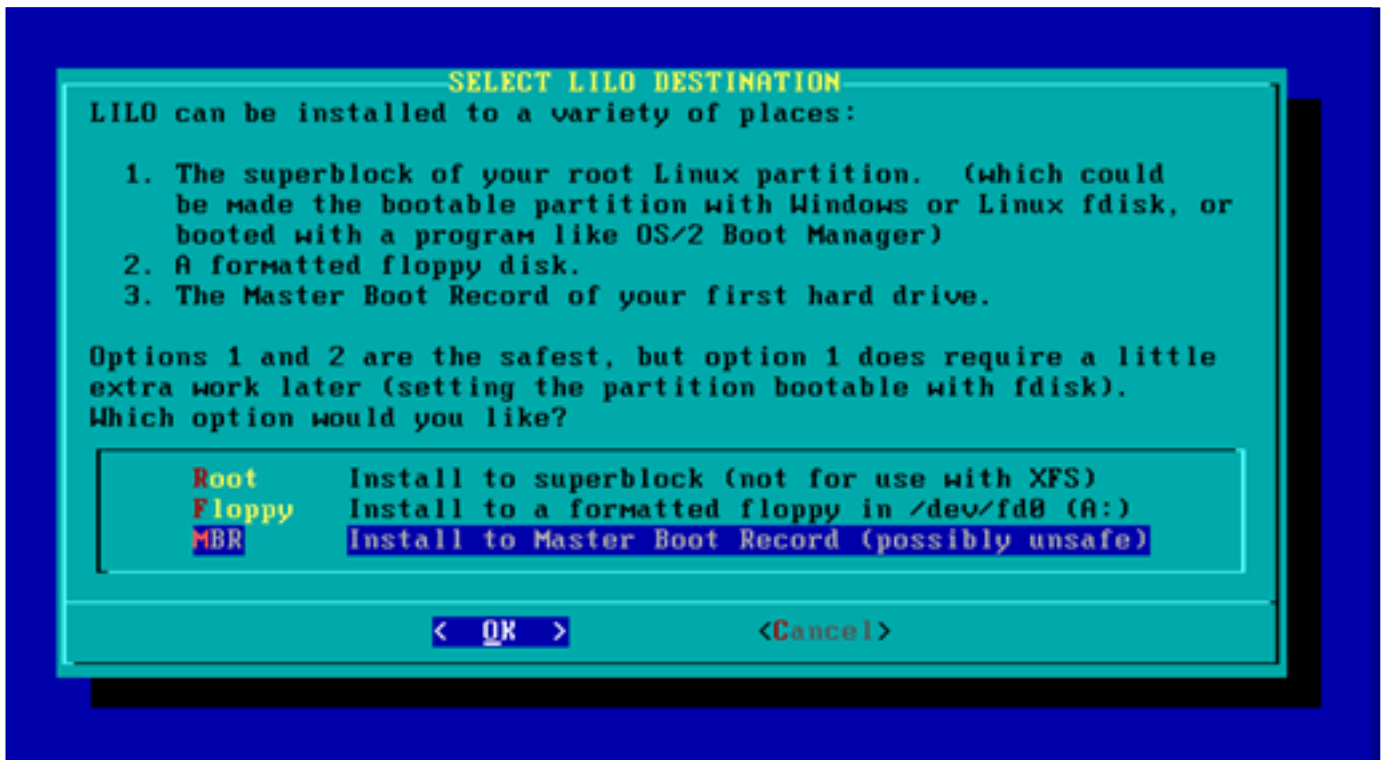 SELECT LILO DESTINATION
LILO can be installed to a variety of places:
1. The superblock of your root Linux partition.  (which could
be made the bootable partition with Windows or Linux fdisk, or
booted with a program like OS/2 Boot Manager)
2. A formatted floppy disk.
3. The Master Boot Record of your first hard drive.
Options 1 and 2 are the safest, but option 1 does require a little
extra work later (setting the partition bootable with fdisk).
Which option would you like?
Root Install to superblock (not for use with XFS)
Floppy Install to a formatted floppy in /dev/fd0 (A:)
MBR Install to Master Boot Record (possibly unsafe)
< OK > <Cancel>